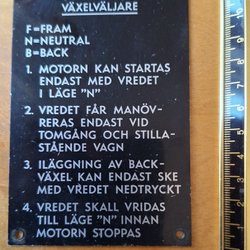 VÄXELVÄLJARE
F=FRAM
N=NEUTRAL
B=BACK
1. MOTORN KAN STARTAS
ENDAST MED VREDET
I LÄGE "N"
2. VREDET FÅR MANÖV-
RERAS ENDAST VID
TOMGÅNG OCH STILLA-
STÅENDE VAGN
3. ILÄGGNING AV BACK-
VÄXEL KAN ENDAST SKE
MED VREDET NEDTRYCKT
4. VREDET SKALL VRIDAS
TILL LÄGE "N" INNAN
MOTORN STOPPAS